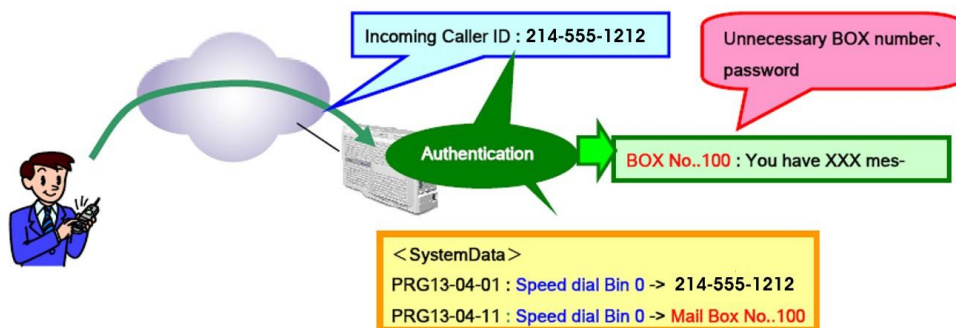 Incoming Caller ID : 214-555-1212
Unnecessary BOX number、
password
Authentication
BOX No..100 : You have XXX mes-
＜SystemData＞
PRG13-04-01 : Speed dial Bin 0 -> 214-555-1212
PRG13-04-11 : Speed dial Bin 0 -> Mail Box No..100